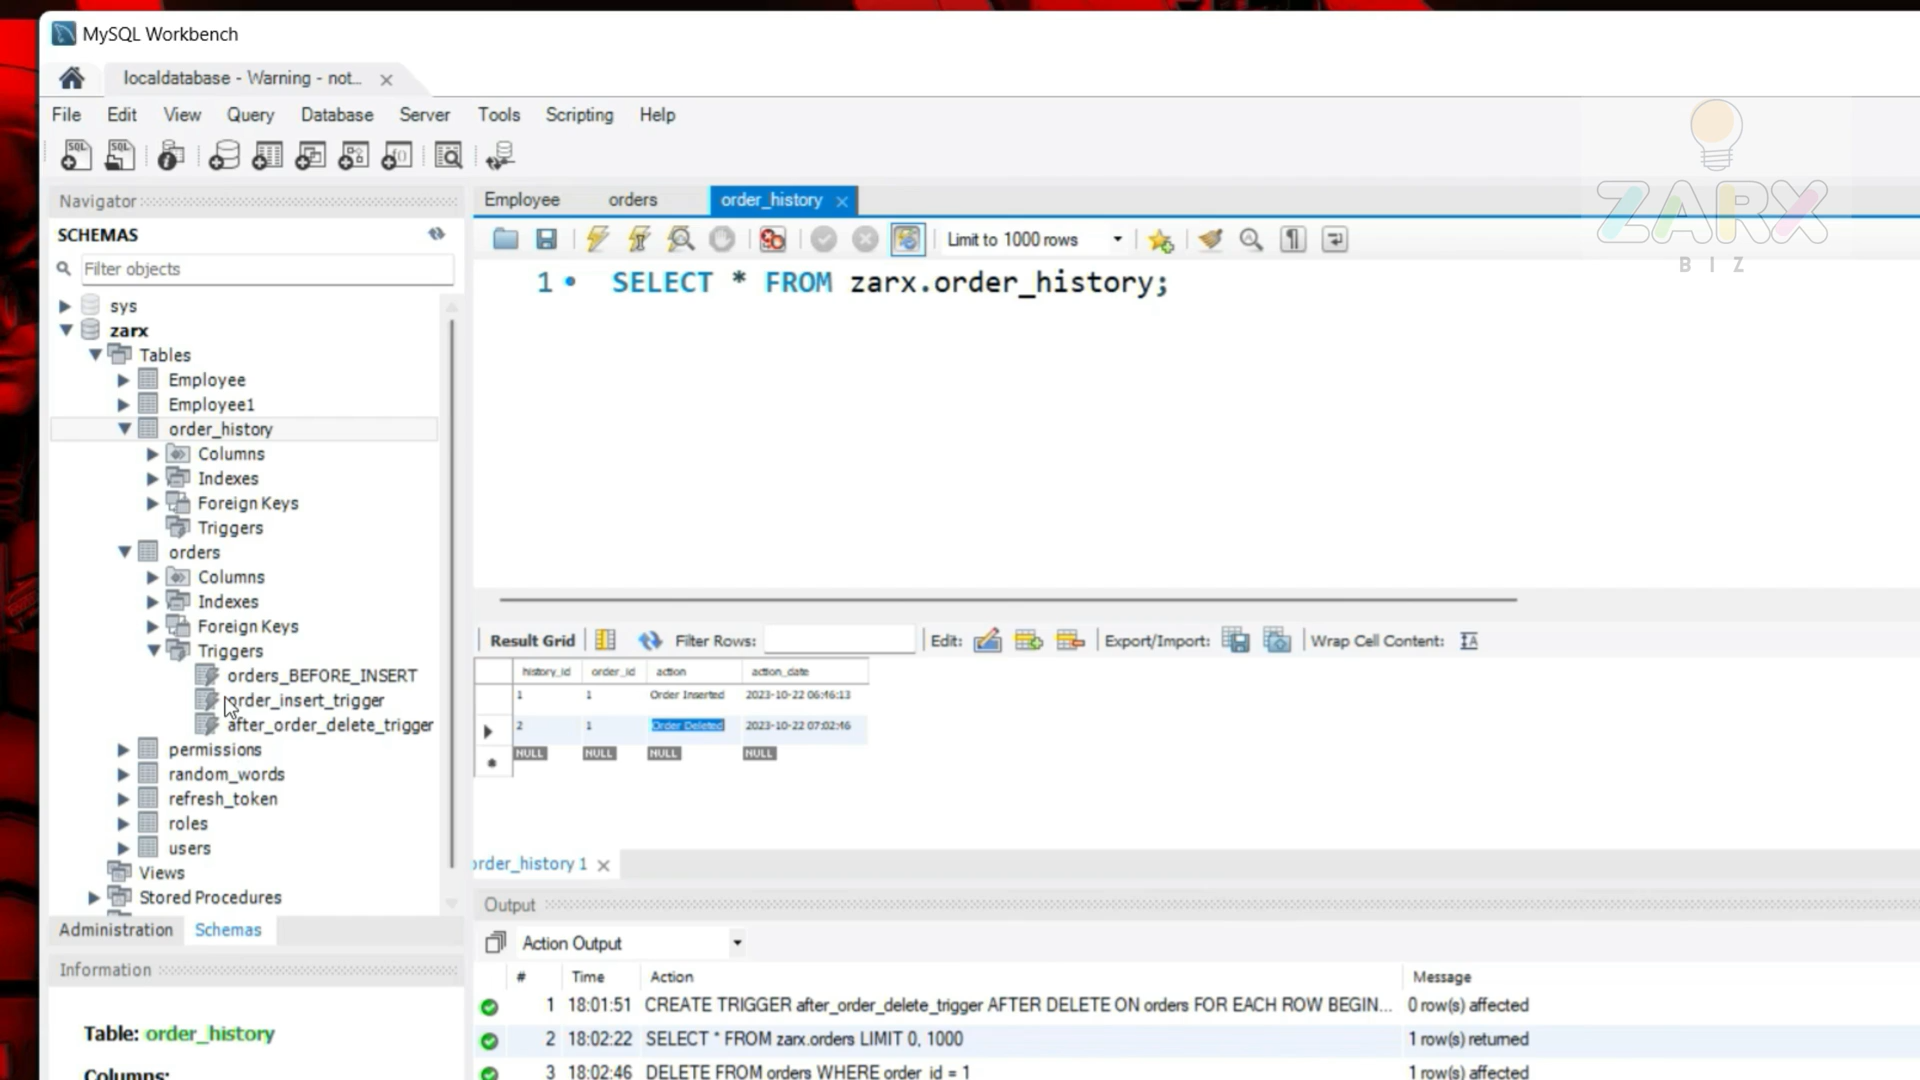 MySQL Workbench
localdatabase - Warning - not...
File Edit View Query Database Server Tools Scripting Help
ZARX
BIZ
Navigator
SCHEMAS
Filter objects
sys
zarx
Tables
Employee
Employee1
order_history
Columns
Indexes
Foreign Keys
Triggers
orders
Columns
Indexes
Foreign Keys
Triggers
orders_BEFORE_INSERT
order_insert_trigger
after_order_delete_trigger
permissions
random_words
refresh_token
roles
users
Views
Stored Procedures
Administration Schemas
Information
Table: order_history
Columns:
Employee orders order_history
Limit to 1000 rows
1 SELECT * FROM zarx.order_history;
Result Grid Filter Rows: Edit: Export/Import: Wrap Cell Content:
history_id order_id action action_date
1 1 Order Inserted 2023-10-22 06:46:13
2 1 Order Deleted 2023-10-22 07:02:46
NULL NULL NULL NULL
order_history 1
Output
Action Output
# Time Action Message
1 18:01:51 CREATE TRIGGER after_order_delete_trigger AFTER DELETE ON orders FOR EACH ROW BEGIN... 0 row(s) affected
2 18:02:22 SELECT * FROM zarx.orders LIMIT 0, 1000 1 row(s) returned
3 18:02:46 DELETE FROM orders WHERE order_id = 1 1 row(s) affected